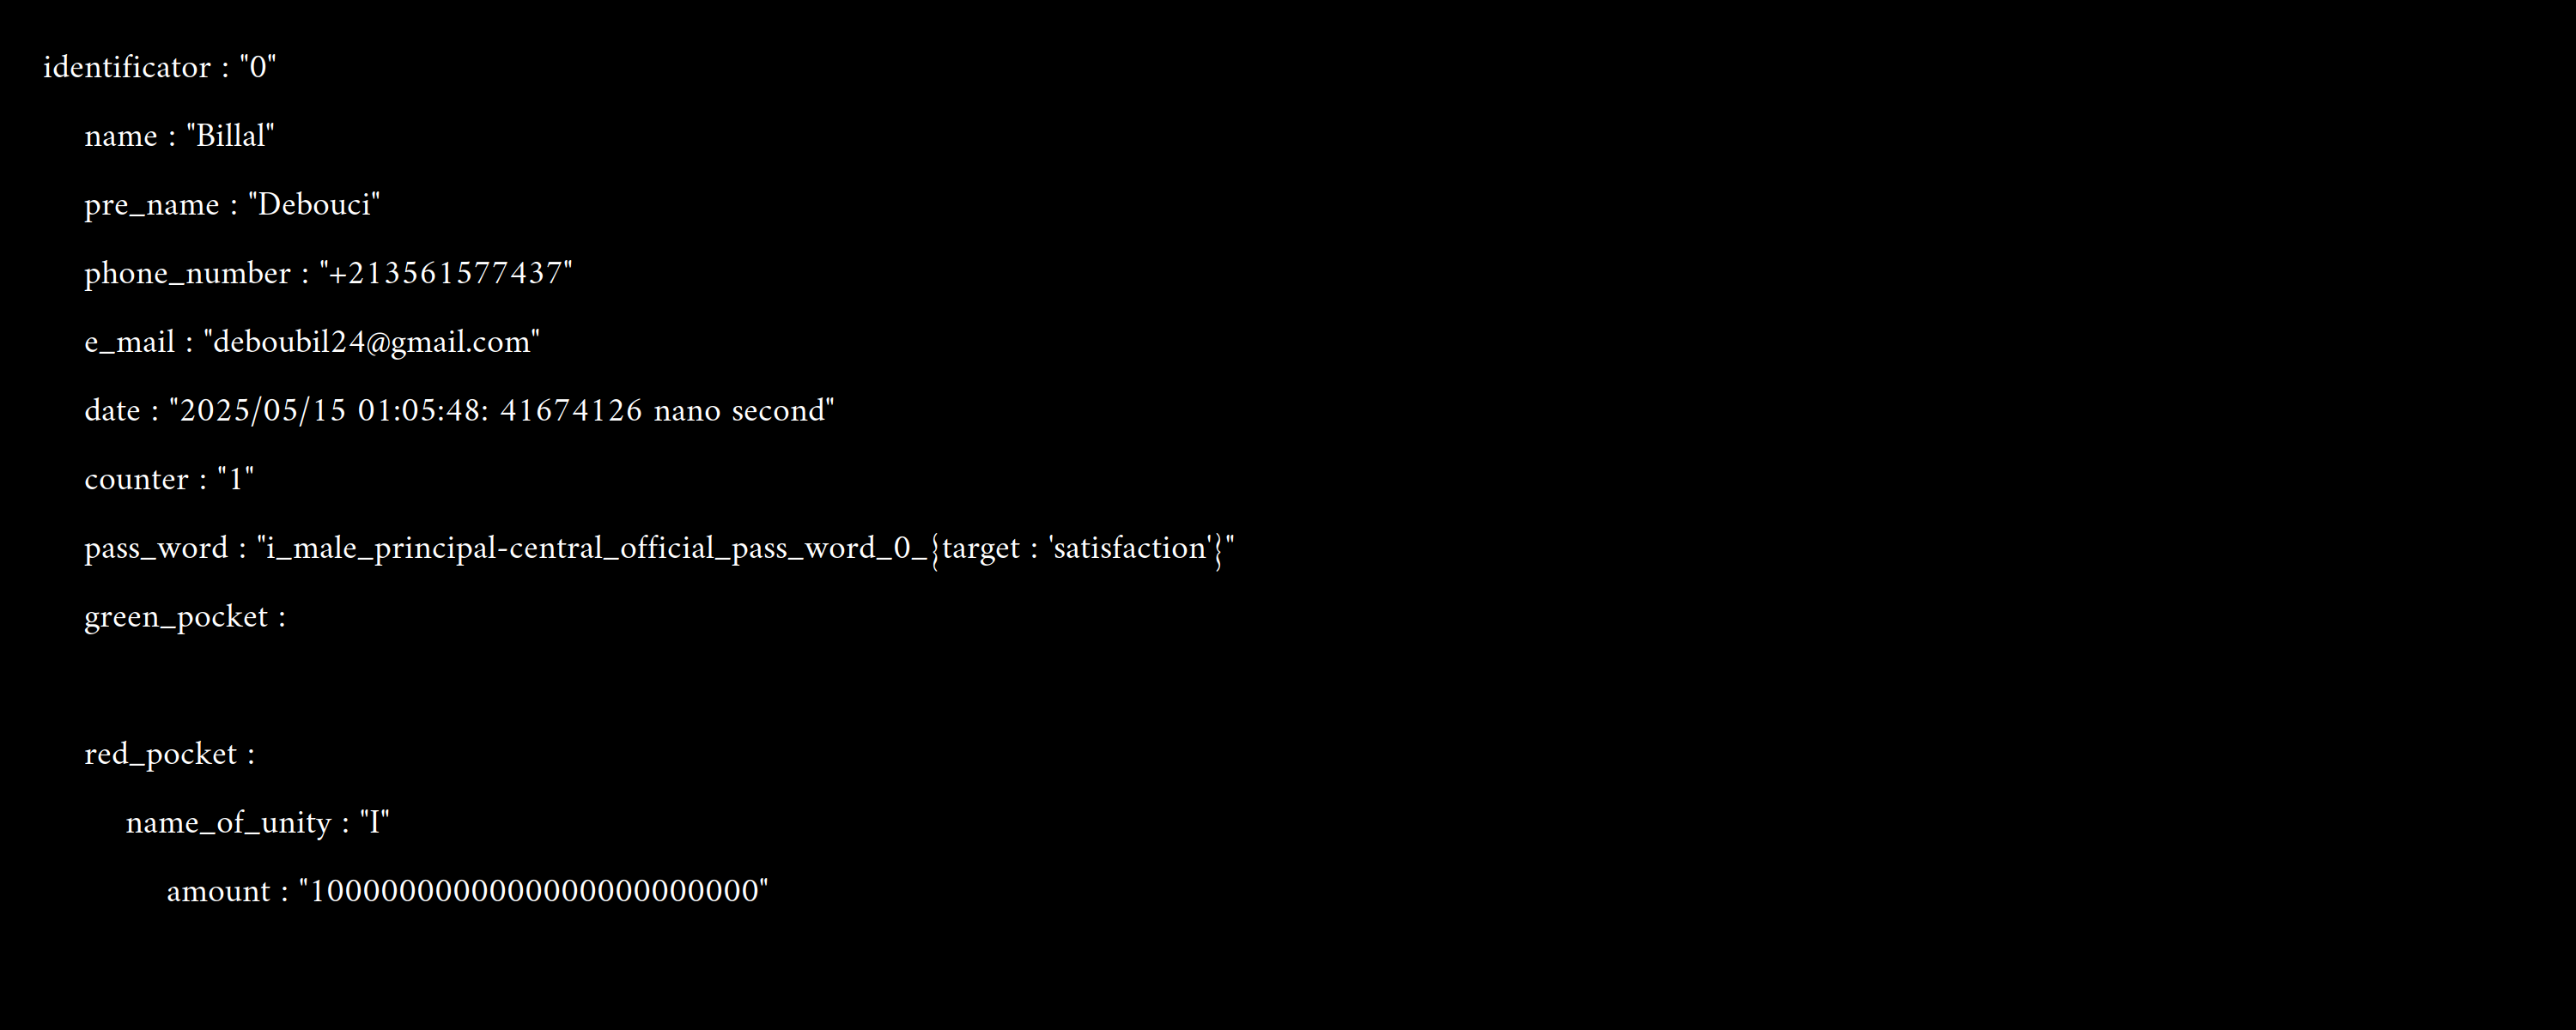 identificator : "0"
name : "Billal"
pre_name : "Debouci"
phone_number : "+213561577437"
e_mail : "deboubil24@gmail.com"
date : "2025/05/15 01:05:48: 41674126 nano second"
counter : "1"
pass_word : "i_male_principal-central_official_pass_word_0_{target : 'satisfaction'}"
green_pocket :
red_pocket :
name_of_unity : "I"
amount : "1000000000000000000000000"